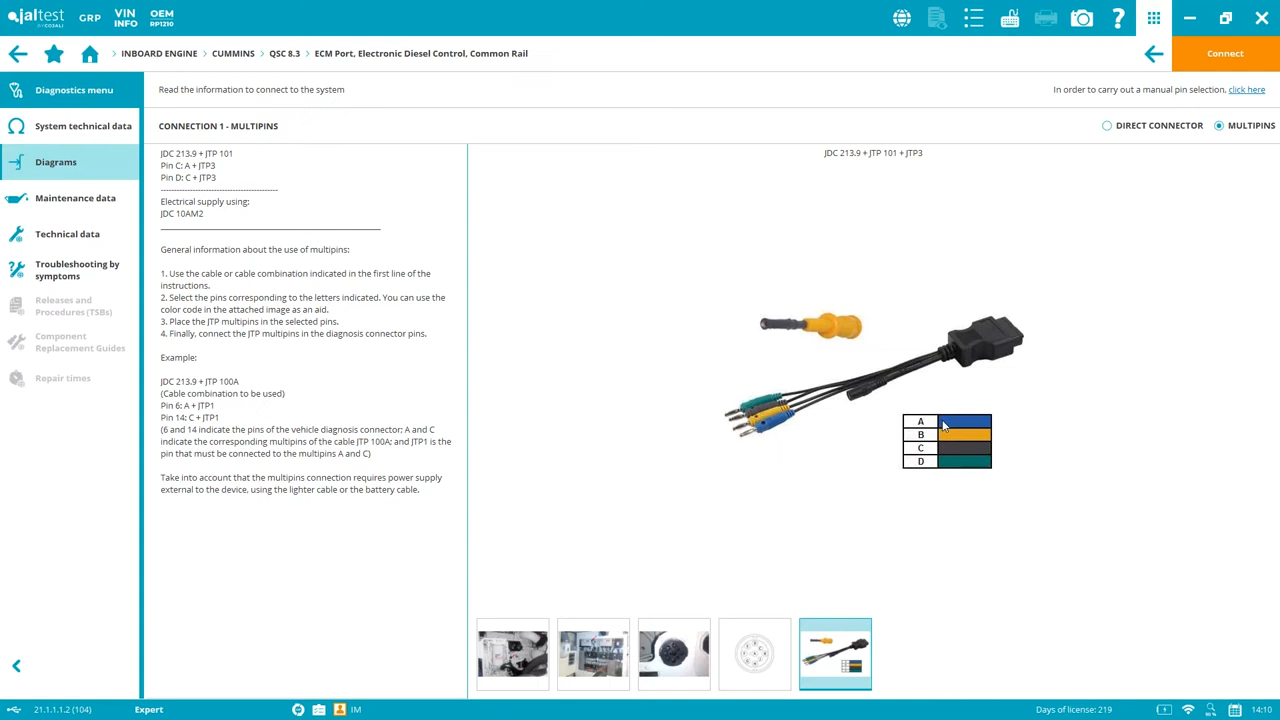 jaltest
BY COJALI
GRP
VIN
INFO
OEM
RP1210
INBOARD ENGINE > CUMMINS > QSC 8.3 > ECM Port, Electronic Diesel Control, Common Rail
Connect
Diagnostics menu
Read the information to connect to the system
In order to carry out a manual pin selection, click here
System technical data
CONNECTION 1 - MULTIPINS
DIRECT CONNECTOR
MULTIPINS
Diagrams
Maintenance data
Technical data
Troubleshooting by
symptoms
Releases and
Procedures (TSBs)
Component
Replacement Guides
Repair times
JDC 213.9 + JTP 101
Pin C: A + JTP3
Pin D: C + JTP3
------------------------------------------
Electrical supply using:
JDC 10AM2
General information about the use of multipins:
1. Use the cable or cable combination indicated in the first line of the
instructions.
2. Select the pins corresponding to the letters indicated. You can use the
color code in the attached image as an aid.
3. Place the JTP multipins in the selected pins.
4. Finally, connect the JTP multipins in the diagnosis connector pins.
Example:
JDC 213.9 + JTP 100A
(Cable combination to be used)
Pin 6: A + JTP1
Pin 14: C + JTP1
(6 and 14 indicate the pins of the vehicle diagnosis connector; A and C
indicate the corresponding multipins of the cable JTP 100A; and JTP1 is the
pin that must be connected to the multipins A and C)
Take into account that the multipins connection requires power supply
external to the device, using the lighter cable or the battery cable.
JDC 213.9 + JTP 101 + JTP3
A
B
C
D
21.1.1.1.2 (104)
Expert
IM
Days of license: 219
14:10